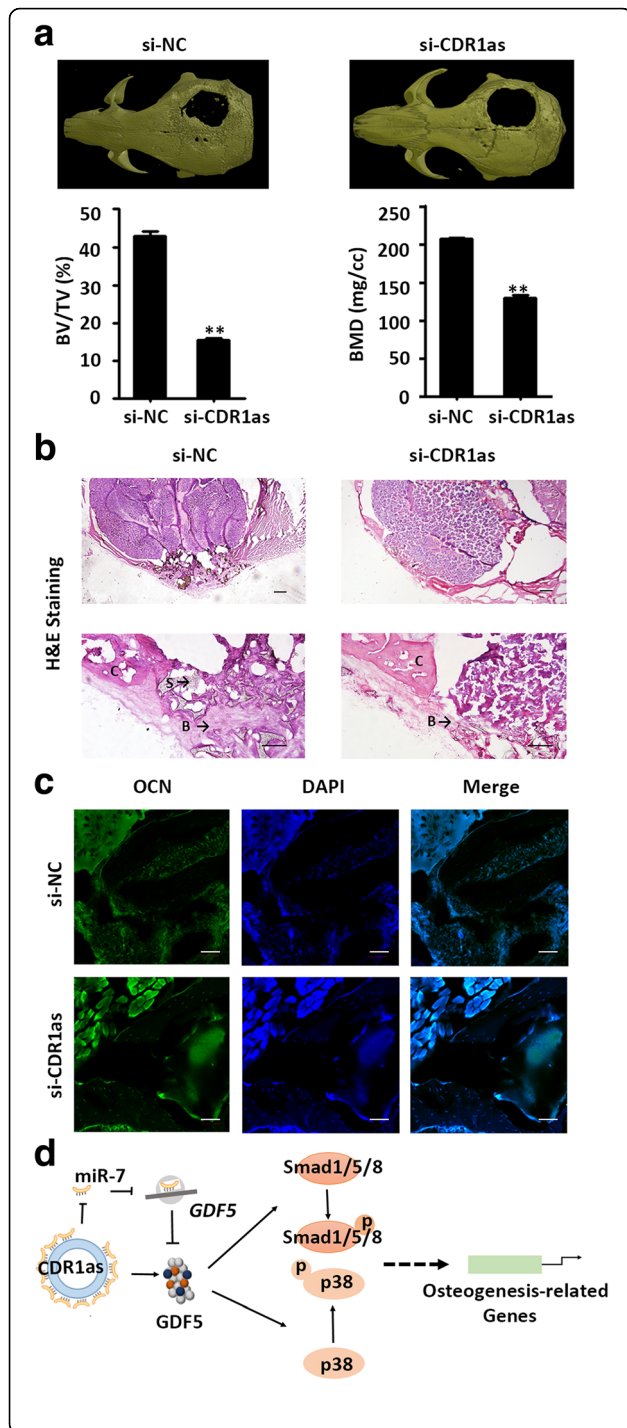 a
si-NC
si-CDR1as
BV/TV (%)
50
40
30
20
10
0
**
si-NC
si-CDR1as
BMD (mg/cc)
250
200
150
100
50
0
**
si-NC
si-CDR1as
b
si-NC
si-CDR1as
H&E Staining
C
S→
B→
C
B→
c
OCN
DAPI
Merge
si-NC
si-CDR1as
d
miR-7
GDF5
CDR1as
GDF5
Smad1/5/8
p
Smad1/5/8
p
p38
p38
Osteogenesis-related
Genes